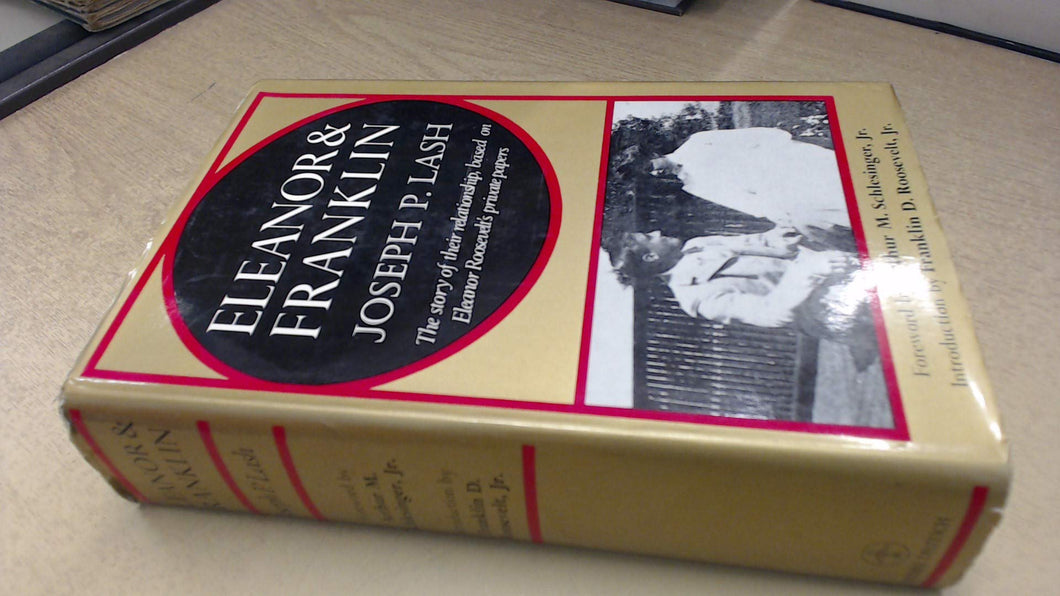 ELEANOR &
FRANKLIN
JOSEPH P. LASH
The story of their relationship, based on
Eleanor Roosevelt's private papers
Foreword Arthur M. Schlesinger, Jr.
Introduction by Franklin D. Roosevelt, Jr.
ELEANOR &
FRANKLIN
Joseph P. Lash
Foreword by
Arthur M.
Schlesinger, Jr.
Introduction by
Franklin D.
Roosevelt, Jr.